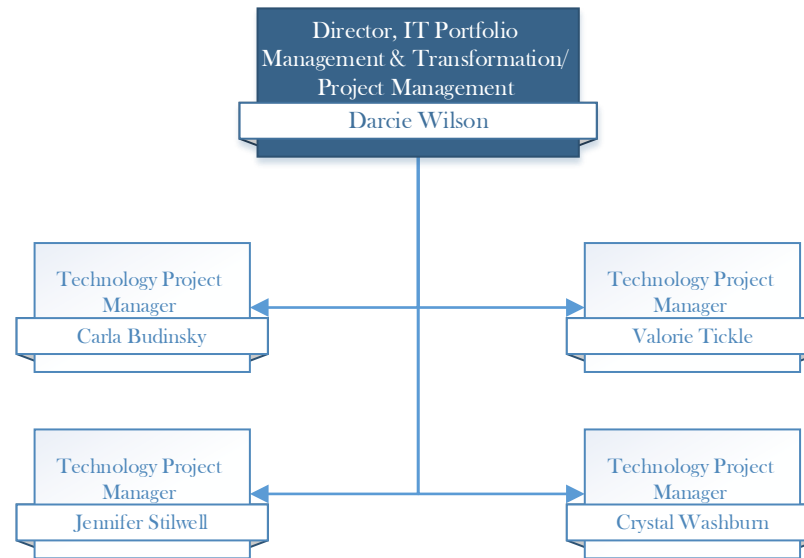 Director, IT Portfolio
Management & Transformation/
Project Management
Darcie Wilson
Technology Project
Manager
Carla Budinsky
Technology Project
Manager
Valorie Tickle
Technology Project
Manager
Jennifer Stilwell
Technology Project
Manager
Crystal Washburn